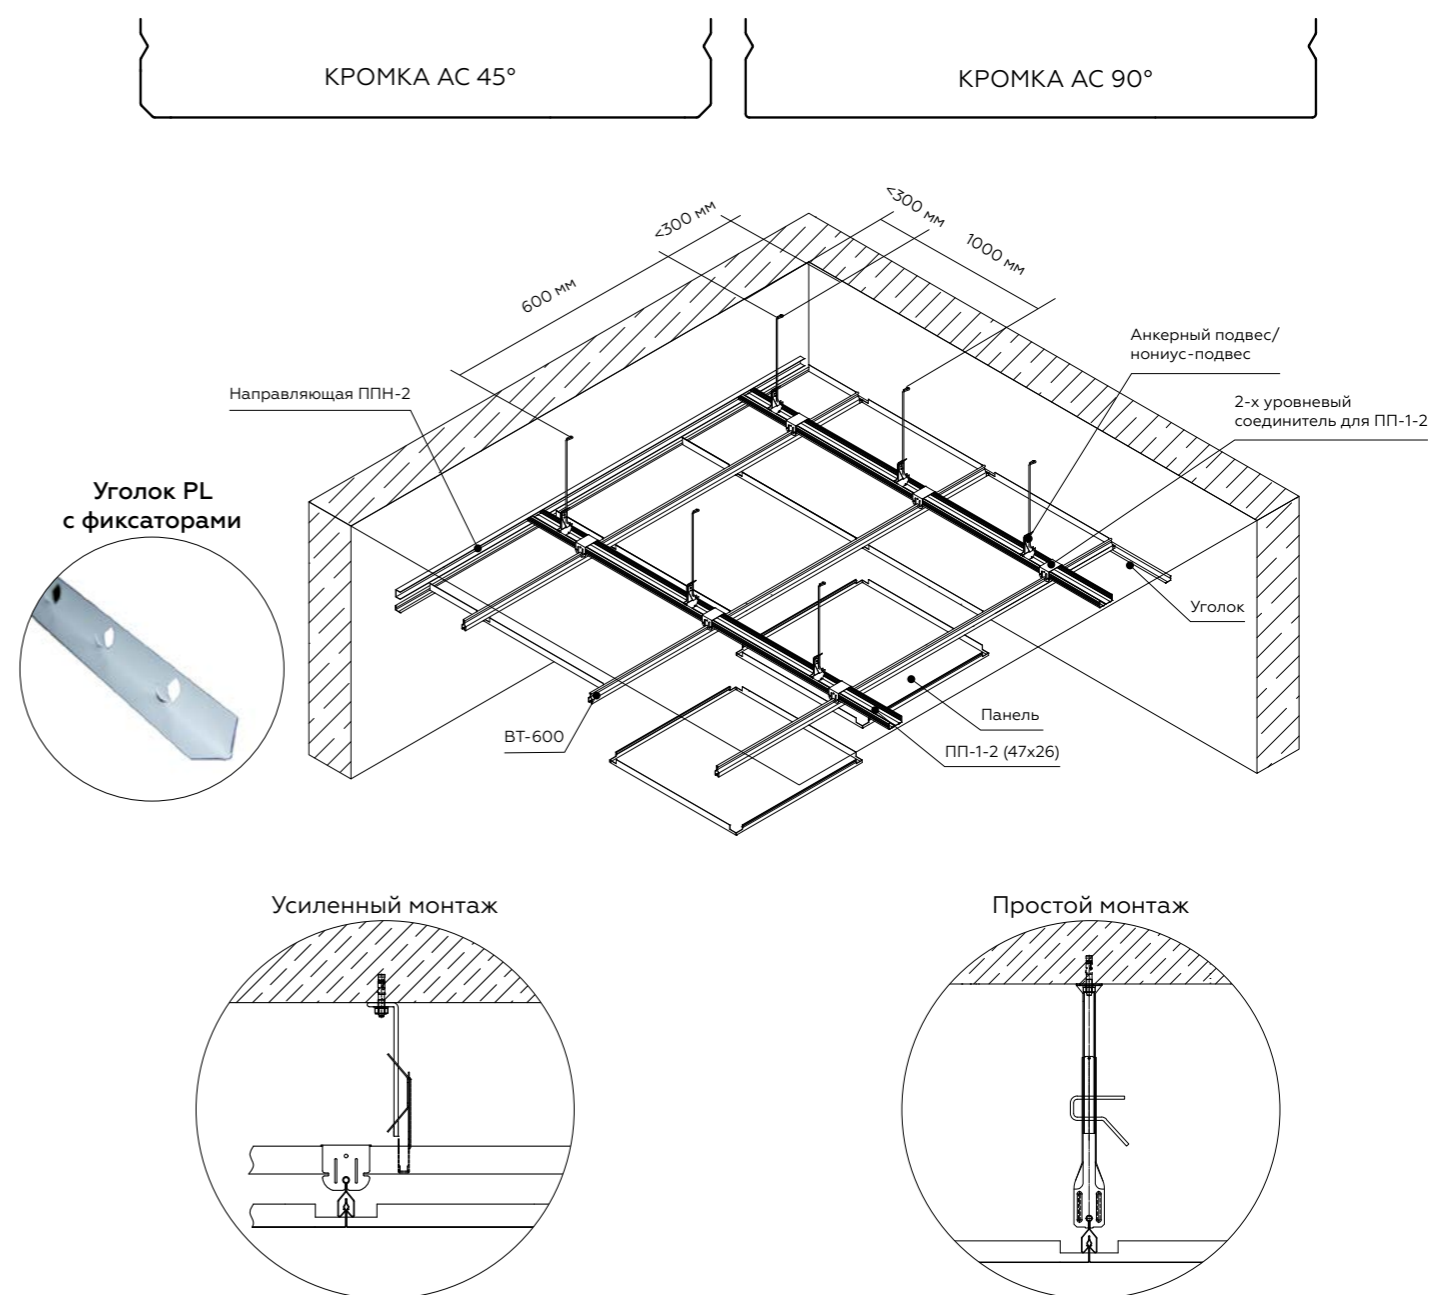 КРОМКА АС 45°
КРОМКА АС 90°
<300 мм
<300 мм
1000 мм
600 мм
Анкерный подвес/
нониус-подвес
Направляющая ППН-2
2-х уровневый
соединитель для ПП-1-2
Уголок PL
с фиксаторами
Уголок
Панель
ВТ-600
ПП-1-2 (47х26)
Усиленный монтаж
Простой монтаж